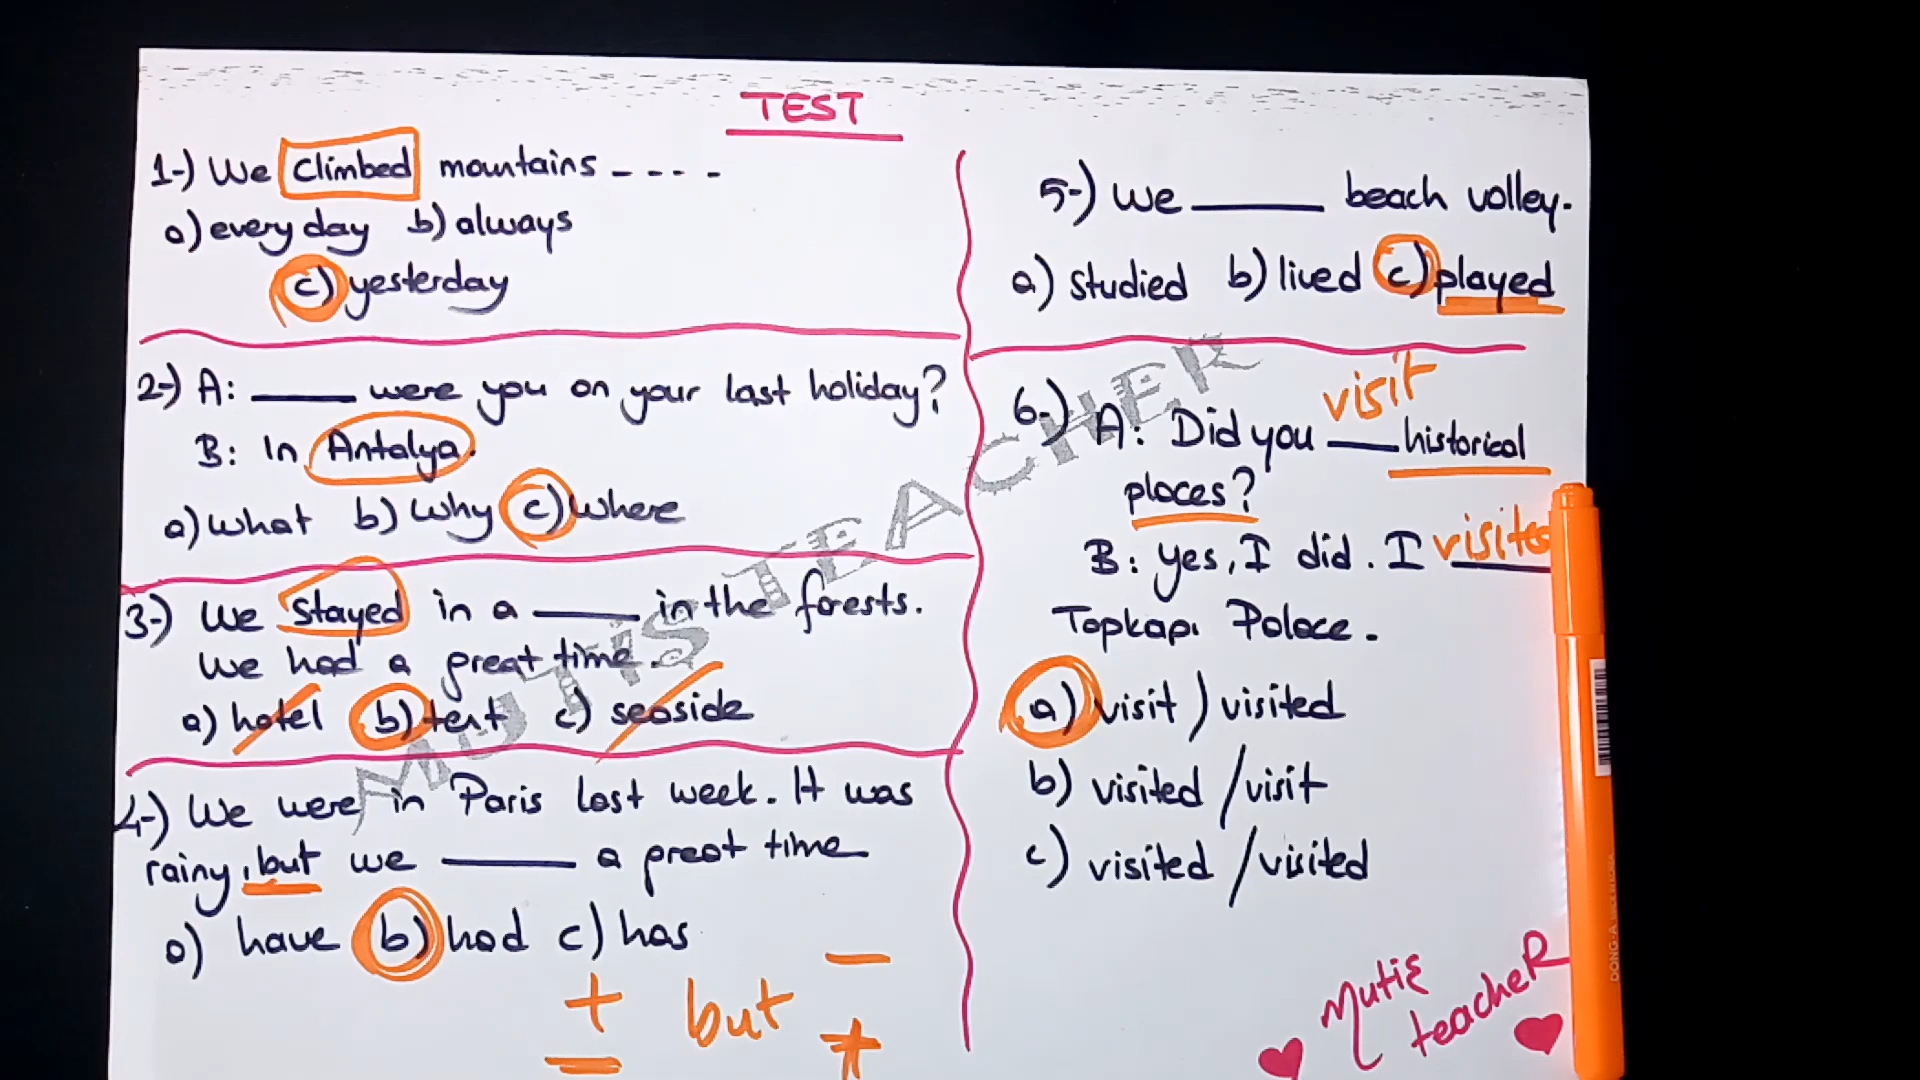 TEST
1-) We climbed mountains ----
a) every day b) always
c) yesterday
2-) A: ____ were you on your last holiday?
B: In Antalya.
a) what b) why c) where
3-) We stayed in a ____ in the forests.
We had a great time.
a) hotel b) tent c) seaside
4-) We were in Paris last week. It was
rainy, but we ____ a great time
a) have b) had c) has
+ but -
- +
5-) We ____ beach volley.
a) studied b) lived c) played
visit
6-) A: Did you ____ historical
places?
B: Yes, I did. I visited
Topkapı Palace.
a) visit / visited
b) visited / visit
c) visited / visited
Mutiş
teacher
MUTİŞ TEACHER
DONG-A